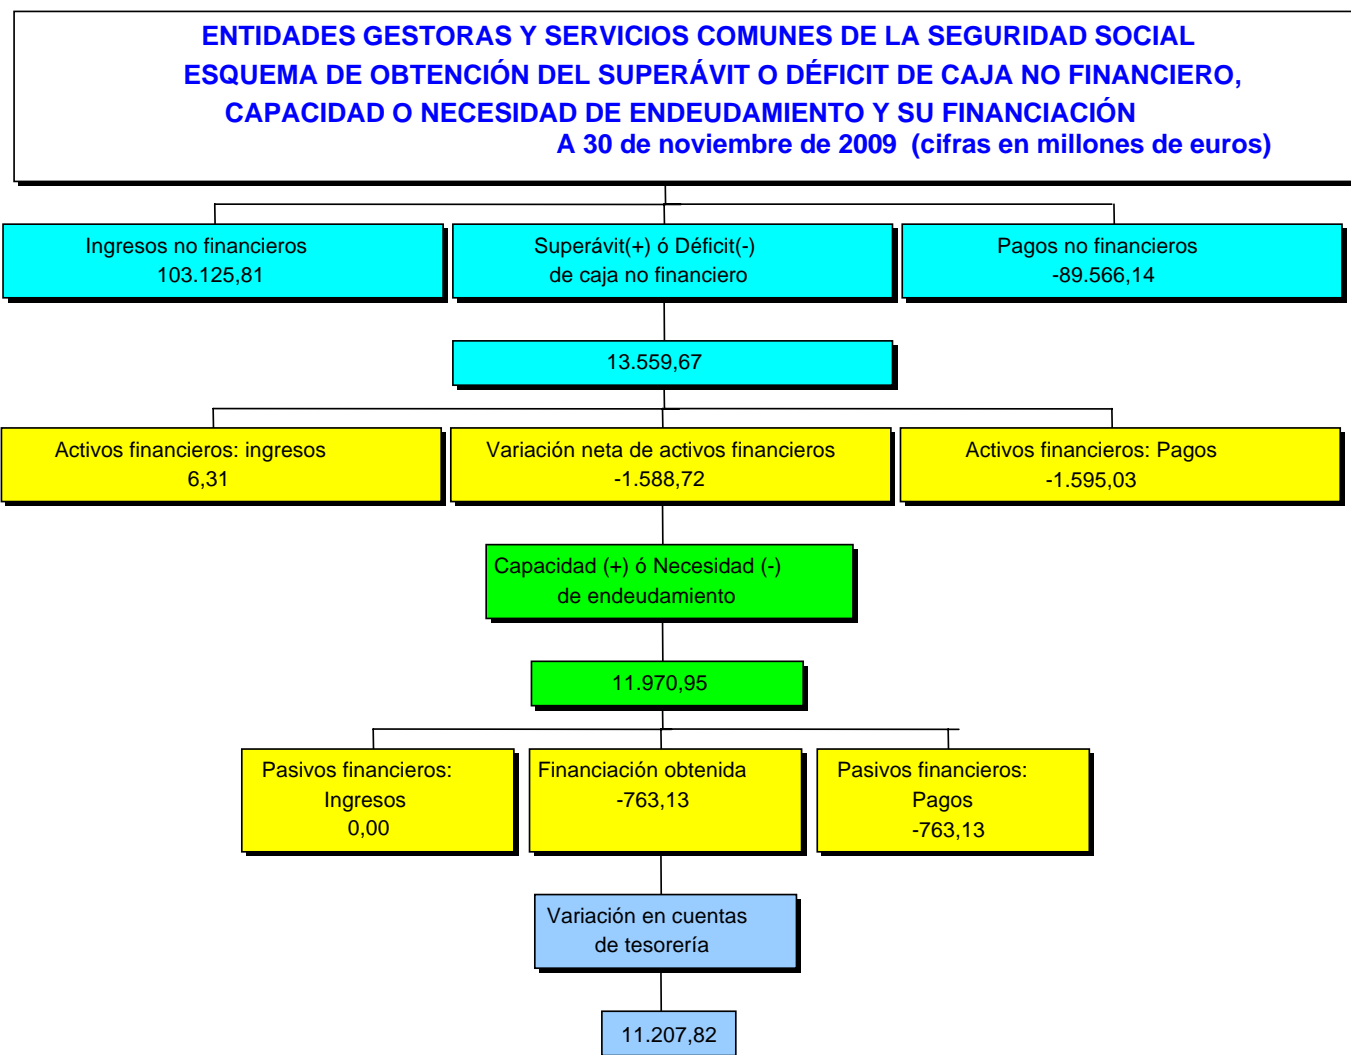 ENTIDADES GESTORAS Y SERVICIOS COMUNES DE LA SEGURIDAD SOCIAL
ESQUEMA DE OBTENCIÓN DEL SUPERÁVIT O DÉFICIT DE CAJA NO FINANCIERO,
CAPACIDAD O NECESIDAD DE ENDEUDAMIENTO Y SU FINANCIACIÓN
A 30 de noviembre de 2009 (cifras en millones de euros)
Ingresos no financieros
103.125,81
Superávit(+) ó Déficit(-)
de caja no financiero
Pagos no financieros
-89.566,14
13.559,67
Activos financieros: ingresos
6,31
Variación neta de activos financieros
-1.588,72
Activos financieros: Pagos
-1.595,03
Capacidad (+) ó Necesidad (-)
de endeudamiento
11.970,95
Pasivos financieros:
Ingresos
0,00
Financiación obtenida
-763,13
Pasivos financieros:
Pagos
-763,13
Variación en cuentas
de tesorería
11.207,82